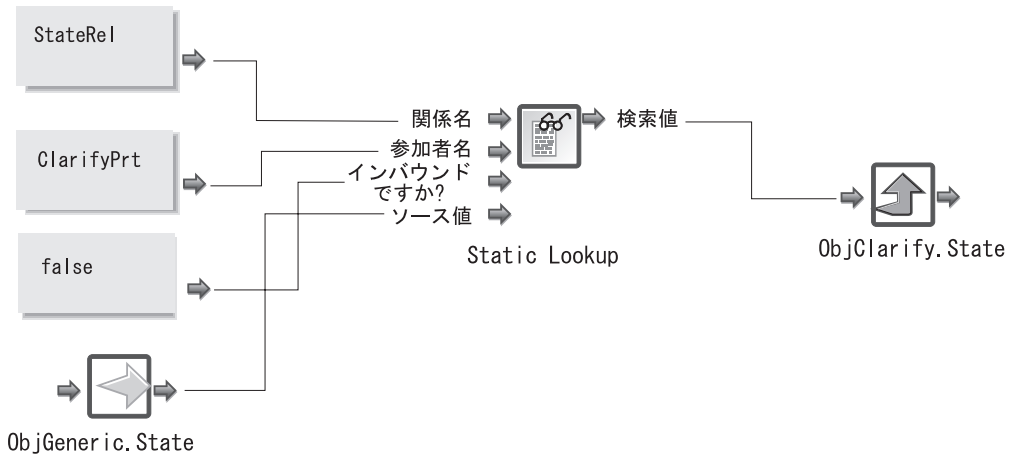 StateRel
ClarifyPrt
false
ObjGeneric.State
関係名
参加者名
インバウンド
ですか?
ソース値
Static Lookup
検索値
ObjClarify.State